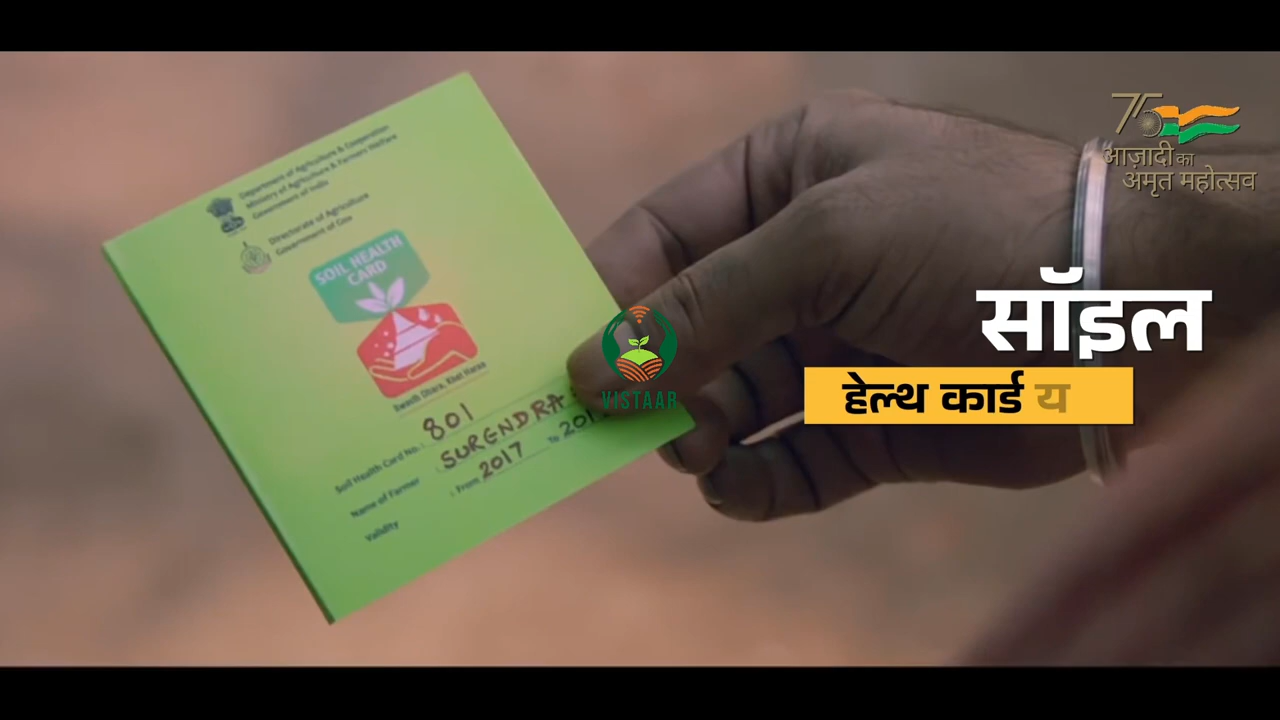 Department of Agriculture & Cooperation
Ministry of Agriculture & Farmers Welfare
Government of India
Directorate of Agriculture
Government of Goa
SOIL HEALTH
CARD
Swasth Dhara, Khet Haraa
Soil Health Card No. : 801
Name of Farmer : SURENDRA
Validity : From 2017 To
VISTAAR
75
आज़ादी का
अमृत महोत्सव
सॉइल
हेल्थ कार्ड य